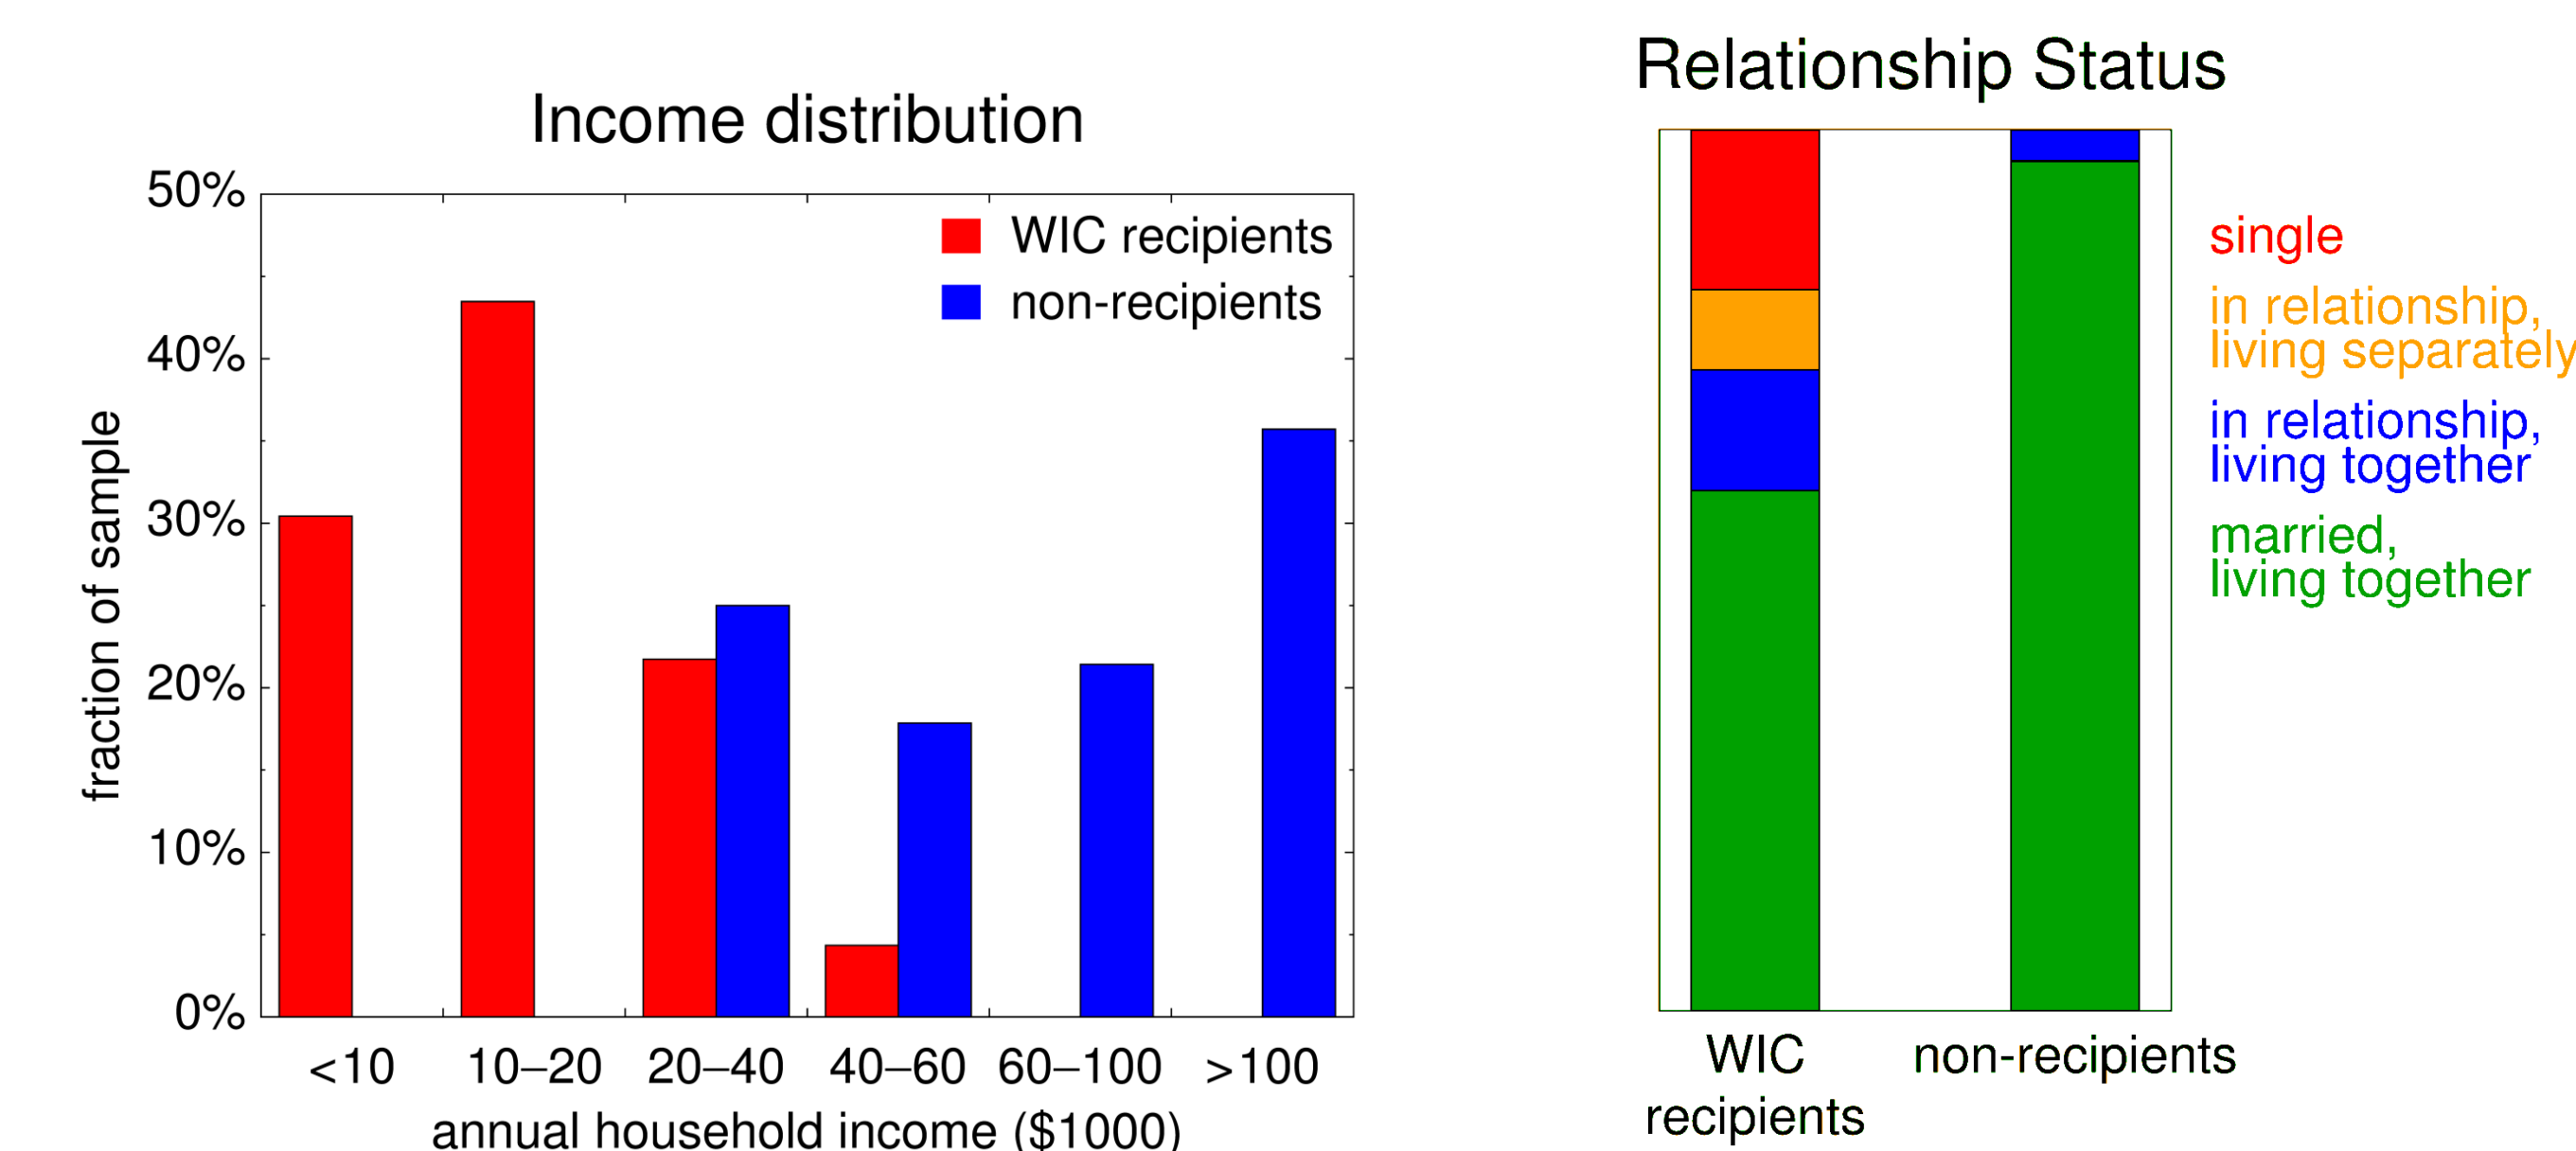 Income distribution
50%
40%
30%
20%
10%
0%
fraction of sample
WIC recipients
non-recipients
<10 10–20 20–40 40–60 60–100 >100
annual household income ($1000)
Relationship Status
single
in relationship,
living separately
in relationship,
living together
married,
living together
WIC
recipients
non-recipients